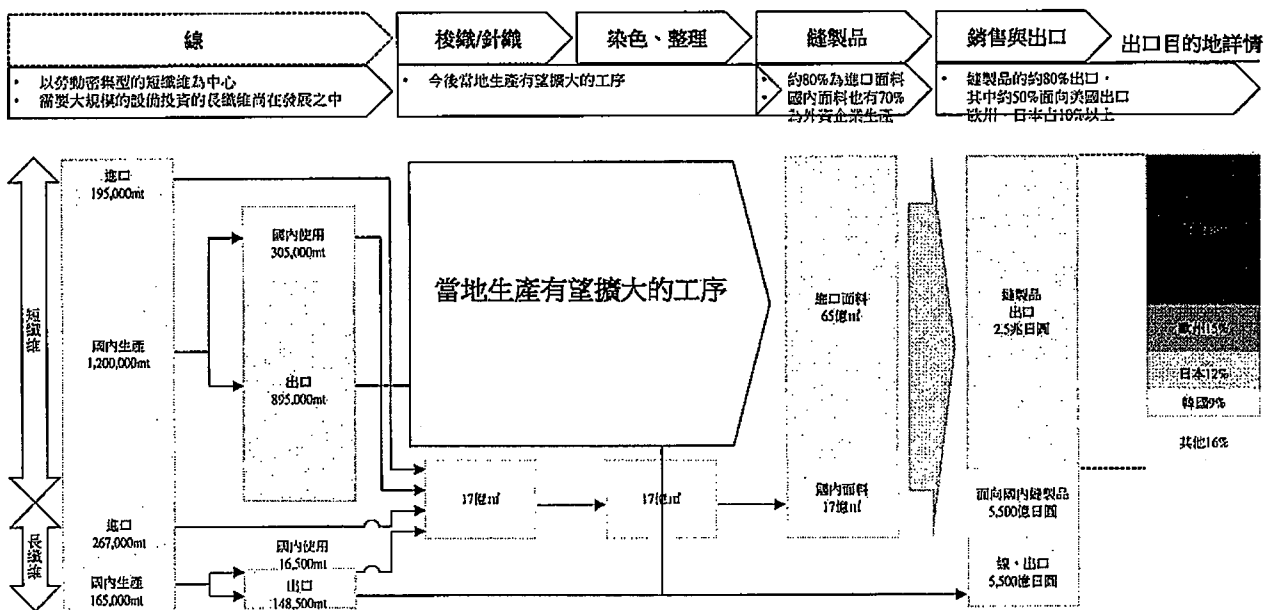 線
梭織/針織
染色、整理
縫製品
銷售與出口
出口目的地詳情
• 以勞動密集型的短纖維為中心
• 需要大規模的設備投資的長纖維尚在發展之中
• 今後當地生產有望擴大的工序
• 約80%為進口面料
• 國內面料也有70%
為外資企業生產
• 縫製品的約80%出口，
其中約50%面向美國出口
歐州、日本占10%以上
短纖維
進口
195,000mt
國內生產
1,200,000mt
國內使用
305,000mt
出口
895,000mt
當地生產有望擴大的工序
17億㎡
17億㎡
進口面料
65億㎡
國內面料
17億㎡
縫製品
出口
2.5兆日圓
面向國內縫製品
5,500億日圓
線、出口
5,500億日圓
歐州15%
日本12%
韓國9%
其他16%
長纖維
進口
267,000mt
國內生產
165,000mt
國內使用
16,500mt
出口
148,500mt